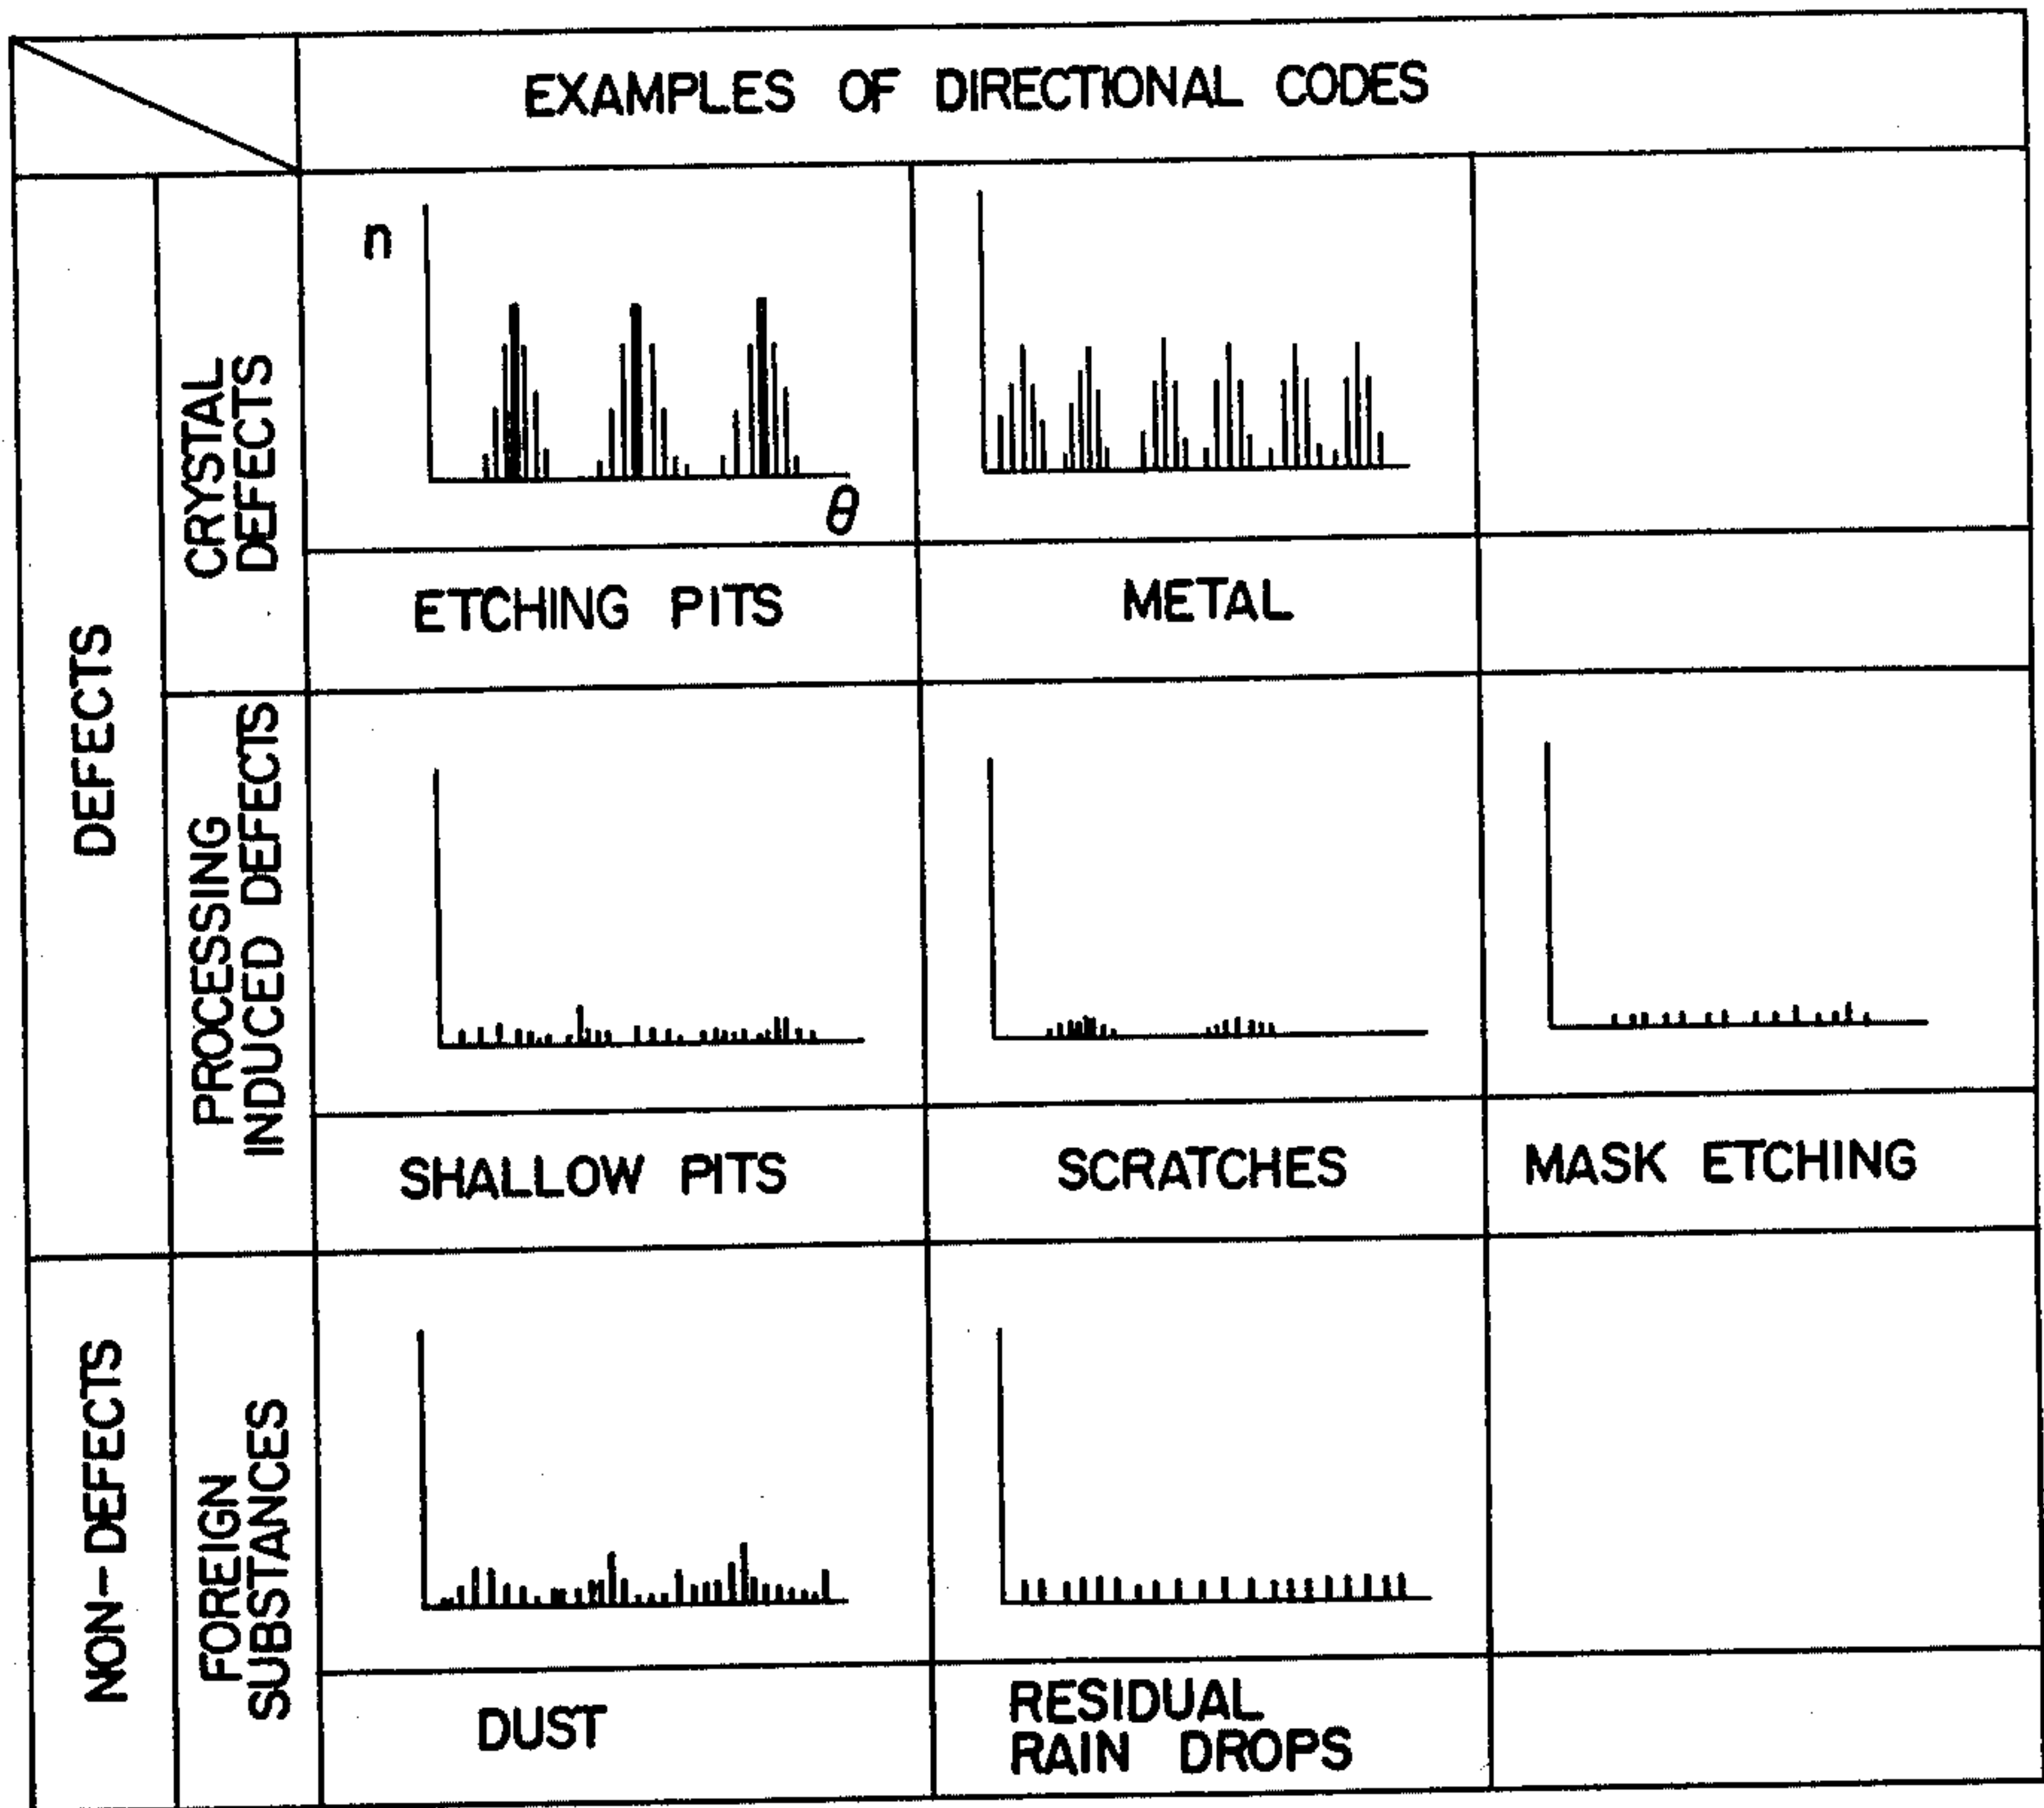 EXAMPLES OF DIRECTIONAL CODES
DEFECTS
CRYSTAL
DEFECTS
n
θ
ETCHING PITS
METAL
PROCESSING
INDUCED DEFECTS
SHALLOW PITS
SCRATCHES
MASK ETCHING
NON-DEFECTS
FOREIGN
SUBSTANCES
DUST
RESIDUAL
RAIN DROPS